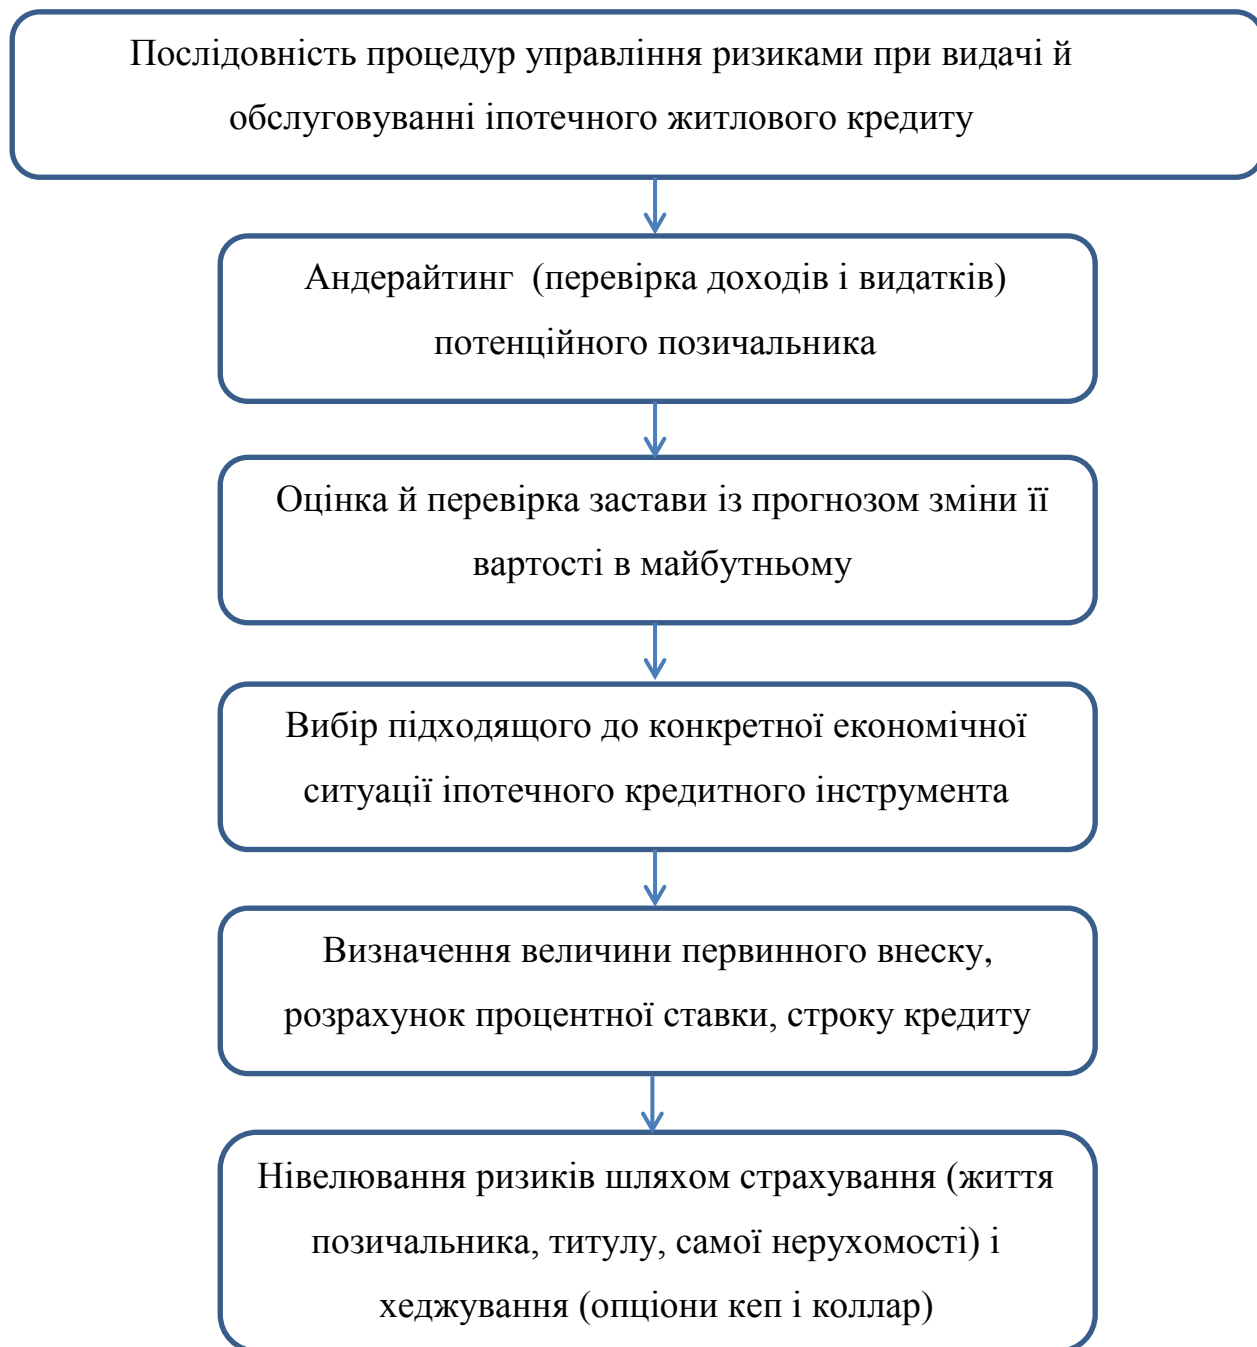 Послідовність процедур управління ризиками при видачі й
обслуговуванні іпотечного житлового кредиту
Андерайтинг (перевірка доходів і видатків)
потенційного позичальника
Оцінка й перевірка застави із прогнозом зміни її
вартості в майбутньому
Вибір підходящого до конкретної економічної
ситуації іпотечного кредитного інструмента
Визначення величини первинного внеску,
розрахунок процентної ставки, строку кредиту
Нівелювання ризиків шляхом страхування (життя
позичальника, титулу, самої нерухомості) і
хеджування (опціони кеп і коллар)